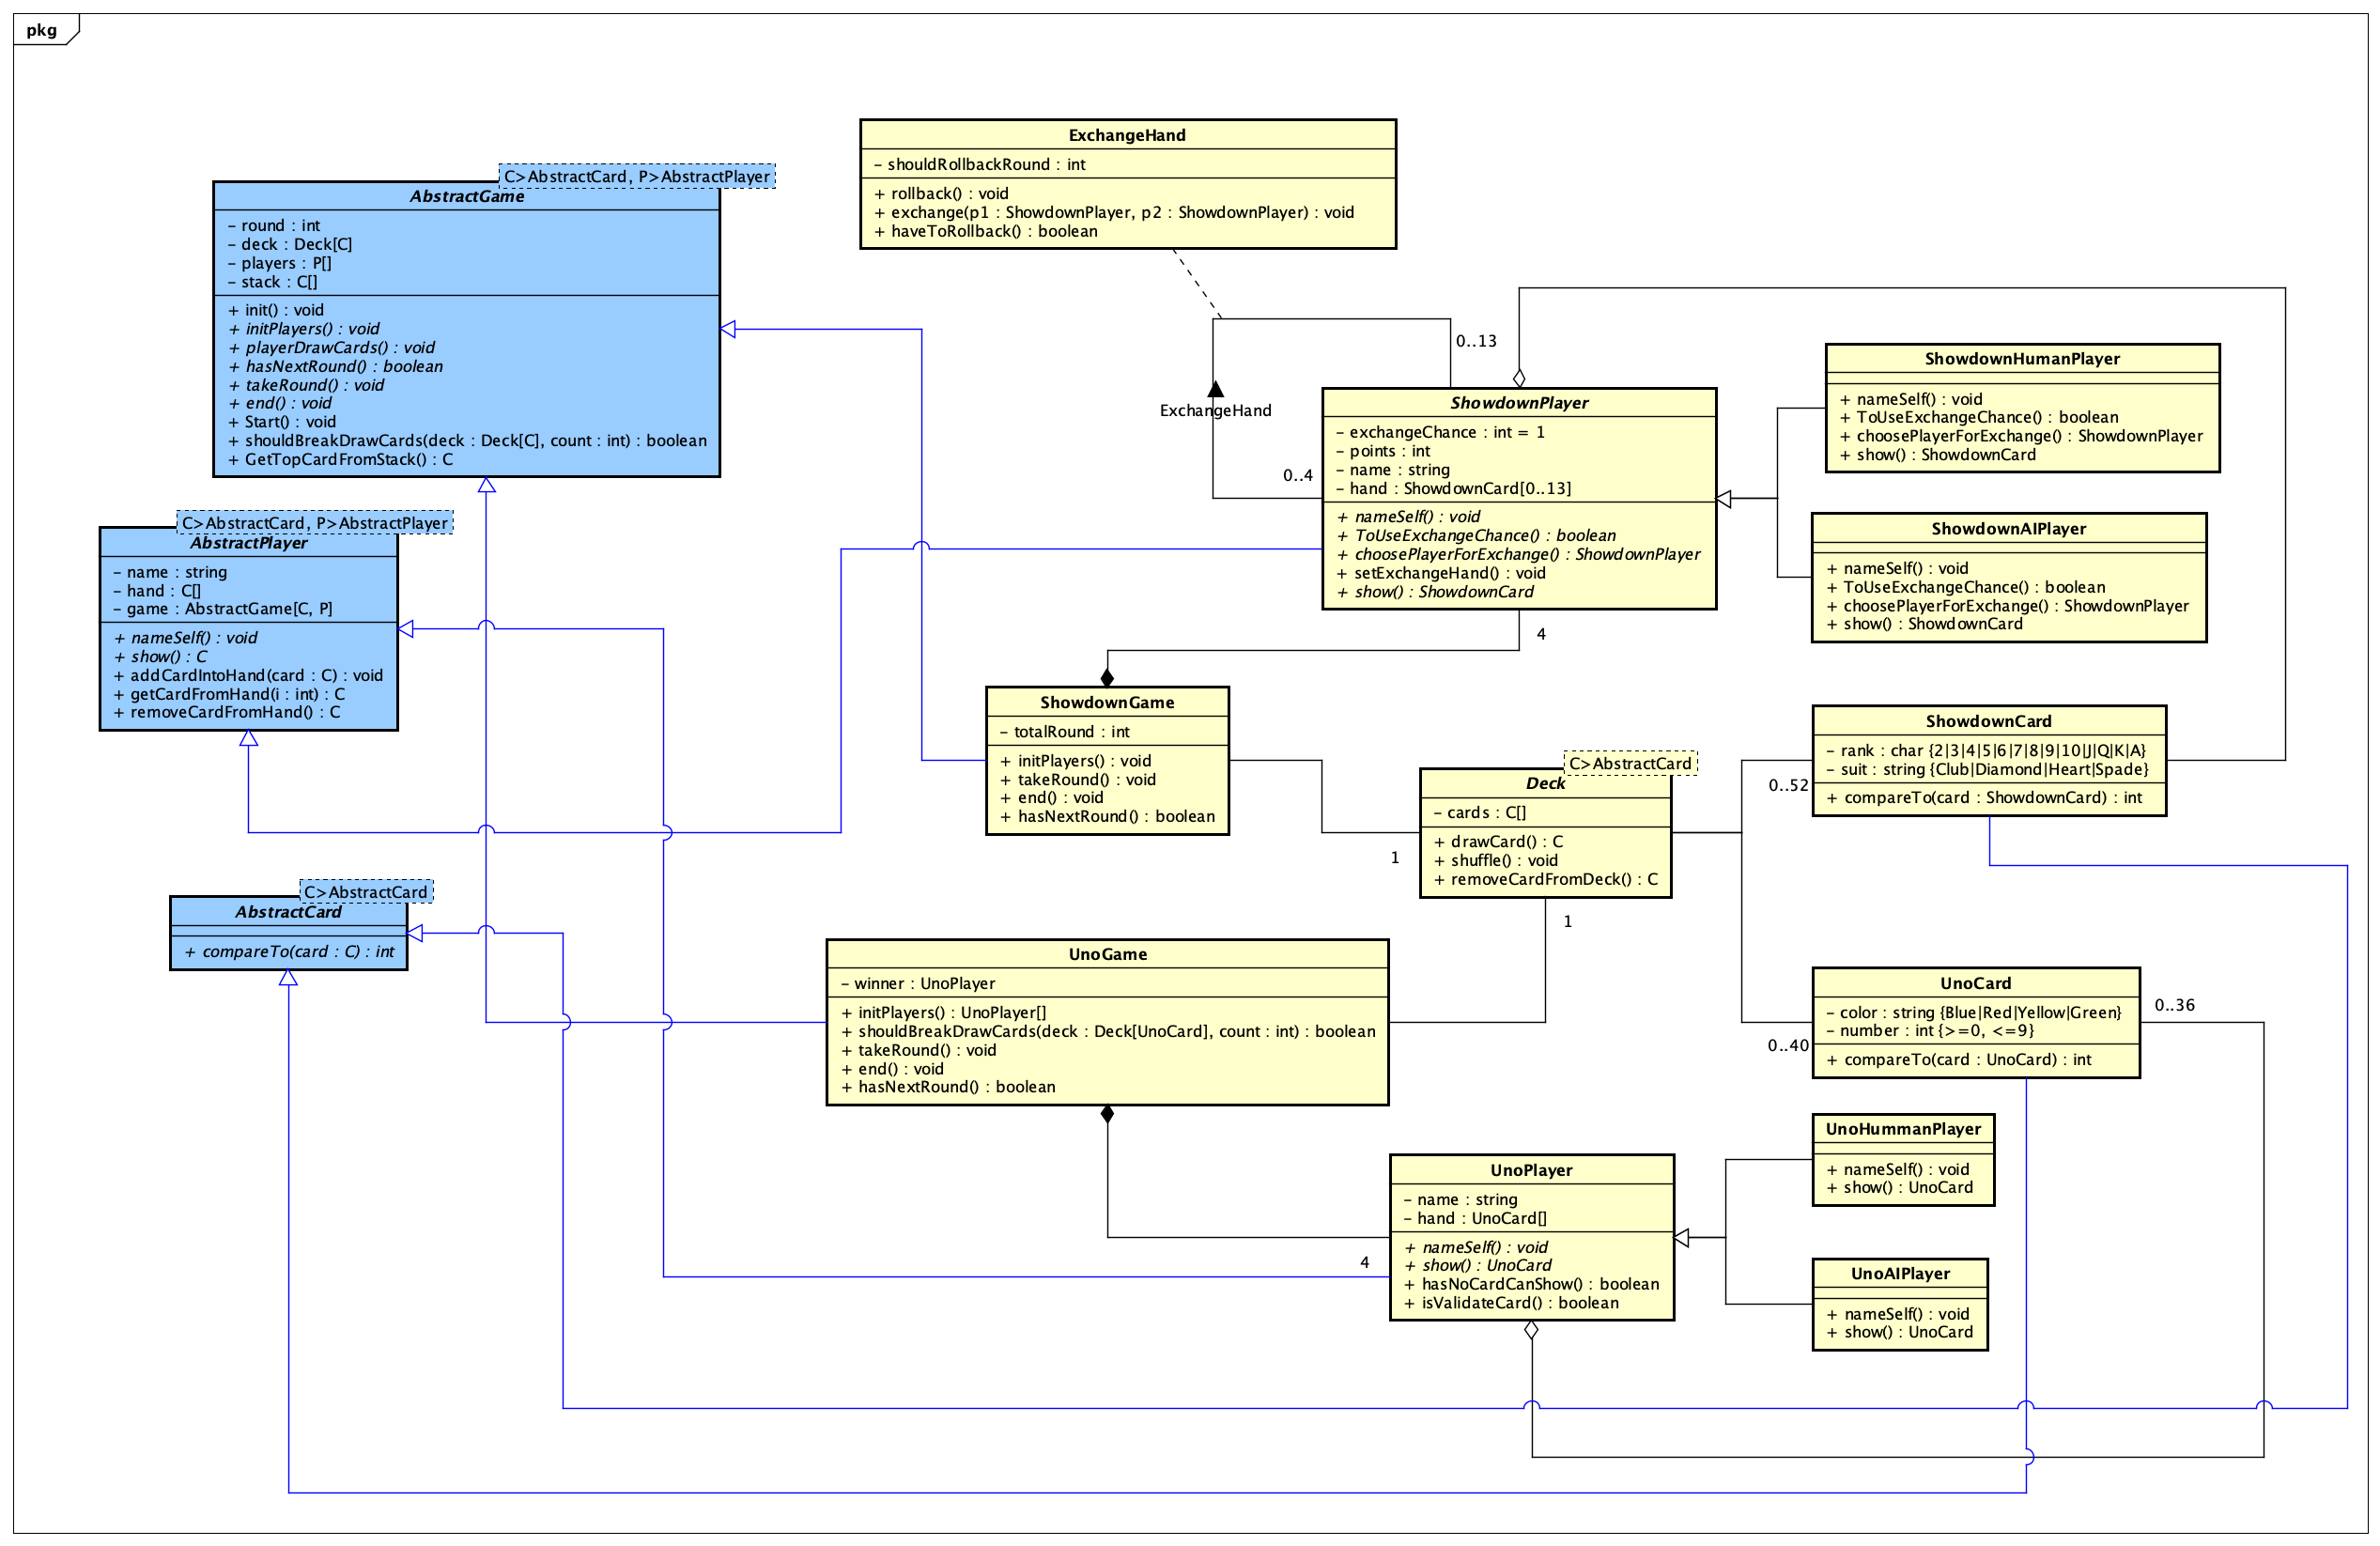 pkg
ExchangeHand
- shouldRollbackRound : int
+ rollback() : void
+ exchange(p1 : ShowdownPlayer, p2 : ShowdownPlayer) : void
+ haveToRollback() : boolean
C>AbstractCard, P>AbstractPlayer
AbstractGame
- round : int
- deck : Deck[C]
- players : P[]
- stack : C[]
+ init() : void
+ initPlayers() : void
+ playerDrawCards() : void
+ hasNextRound() : boolean
+ takeRound() : void
+ end() : void
+ Start() : void
+ shouldBreakDrawCards(deck : Deck[C], count : int) : boolean
+ GetTopCardFromStack() : C
0..13
ExchangeHand
0..4
ShowdownPlayer
- exchangeChance : int = 1
- points : int
- name : string
- hand : ShowdownCard[0..13]
+ nameSelf() : void
+ ToUseExchangeChance() : boolean
+ choosePlayerForExchange() : ShowdownPlayer
+ setExchangeHand() : void
+ show() : ShowdownCard
4
ShowdownHumanPlayer
+ nameSelf() : void
+ ToUseExchangeChance() : boolean
+ choosePlayerForExchange() : ShowdownPlayer
+ show() : ShowdownCard
ShowdownAIPlayer
+ nameSelf() : void
+ ToUseExchangeChance() : boolean
+ choosePlayerForExchange() : ShowdownPlayer
+ show() : ShowdownCard
C>AbstractCard, P>AbstractPlayer
AbstractPlayer
- name : string
- hand : C[]
- game : AbstractGame[C, P]
+ nameSelf() : void
+ show() : C
+ addCardIntoHand(card : C) : void
+ getCardFromHand(i : int) : C
+ removeCardFromHand() : C
ShowdownGame
- totalRound : int
+ initPlayers() : void
+ takeRound() : void
+ end() : void
+ hasNextRound() : boolean
1
C>AbstractCard
Deck
- cards : C[]
+ drawCard() : C
+ shuffle() : void
+ removeCardFromDeck() : C
1
ShowdownCard
- rank : char {2|3|4|5|6|7|8|9|10|J|Q|K|A}
- suit : string {Club|Diamond|Heart|Spade}
+ compareTo(card : ShowdownCard) : int
0..52
C>AbstractCard
AbstractCard
+ compareTo(card : C) : int
UnoGame
- winner : UnoPlayer
+ initPlayers() : UnoPlayer[]
+ shouldBreakDrawCards(deck : Deck[UnoCard], count : int) : boolean
+ takeRound() : void
+ end() : void
+ hasNextRound() : boolean
UnoCard
- color : string {Blue|Red|Yellow|Green}
- number : int {>=0, <=9}
+ compareTo(card : UnoCard) : int
0..36
0..40
UnoPlayer
- name : string
- hand : UnoCard[]
+ nameSelf() : void
+ show() : UnoCard
+ hasNoCardCanShow() : boolean
+ isValidateCard() : boolean
4
UnoHummanPlayer
+ nameSelf() : void
+ show() : UnoCard
UnoAIPlayer
+ nameSelf() : void
+ show() : UnoCard